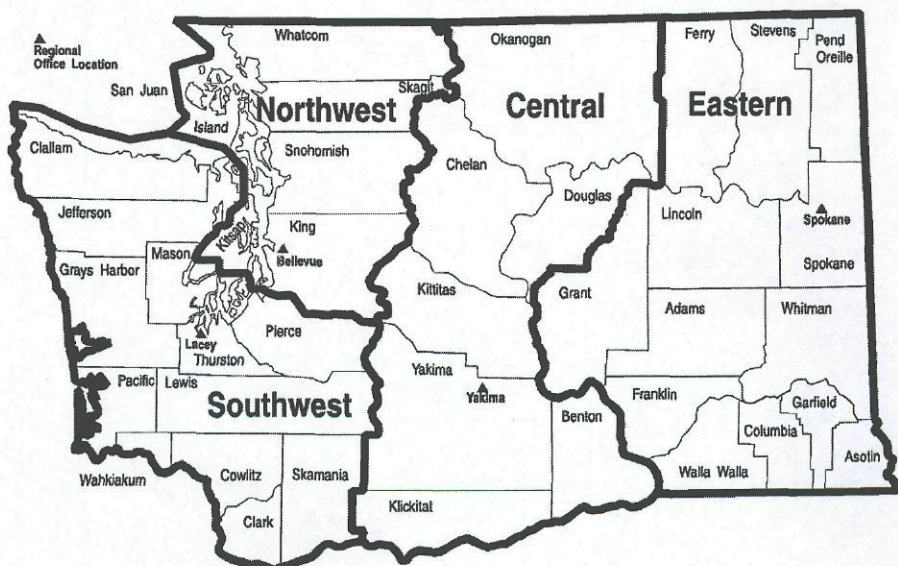 Regional
Office Location
San Juan
Whatcom
Skagit
Island
Northwest
Snohomish
King
Kitsap
Bellevue
Okanogan
Central
Chelan
Douglas
Kittitas
Yakima
Yakima
Benton
Klickitat
Ferry
Stevens
Pend
Oreille
Eastern
Lincoln
Spokane
Spokane
Grant
Adams
Whitman
Franklin
Garfield
Columbia
Walla Walla
Asotin
Clallam
Jefferson
Mason
Grays Harbor
Pierce
Lacey
Thurston
Pacific
Lewis
Southwest
Wahkiakum
Cowlitz
Skamania
Clark